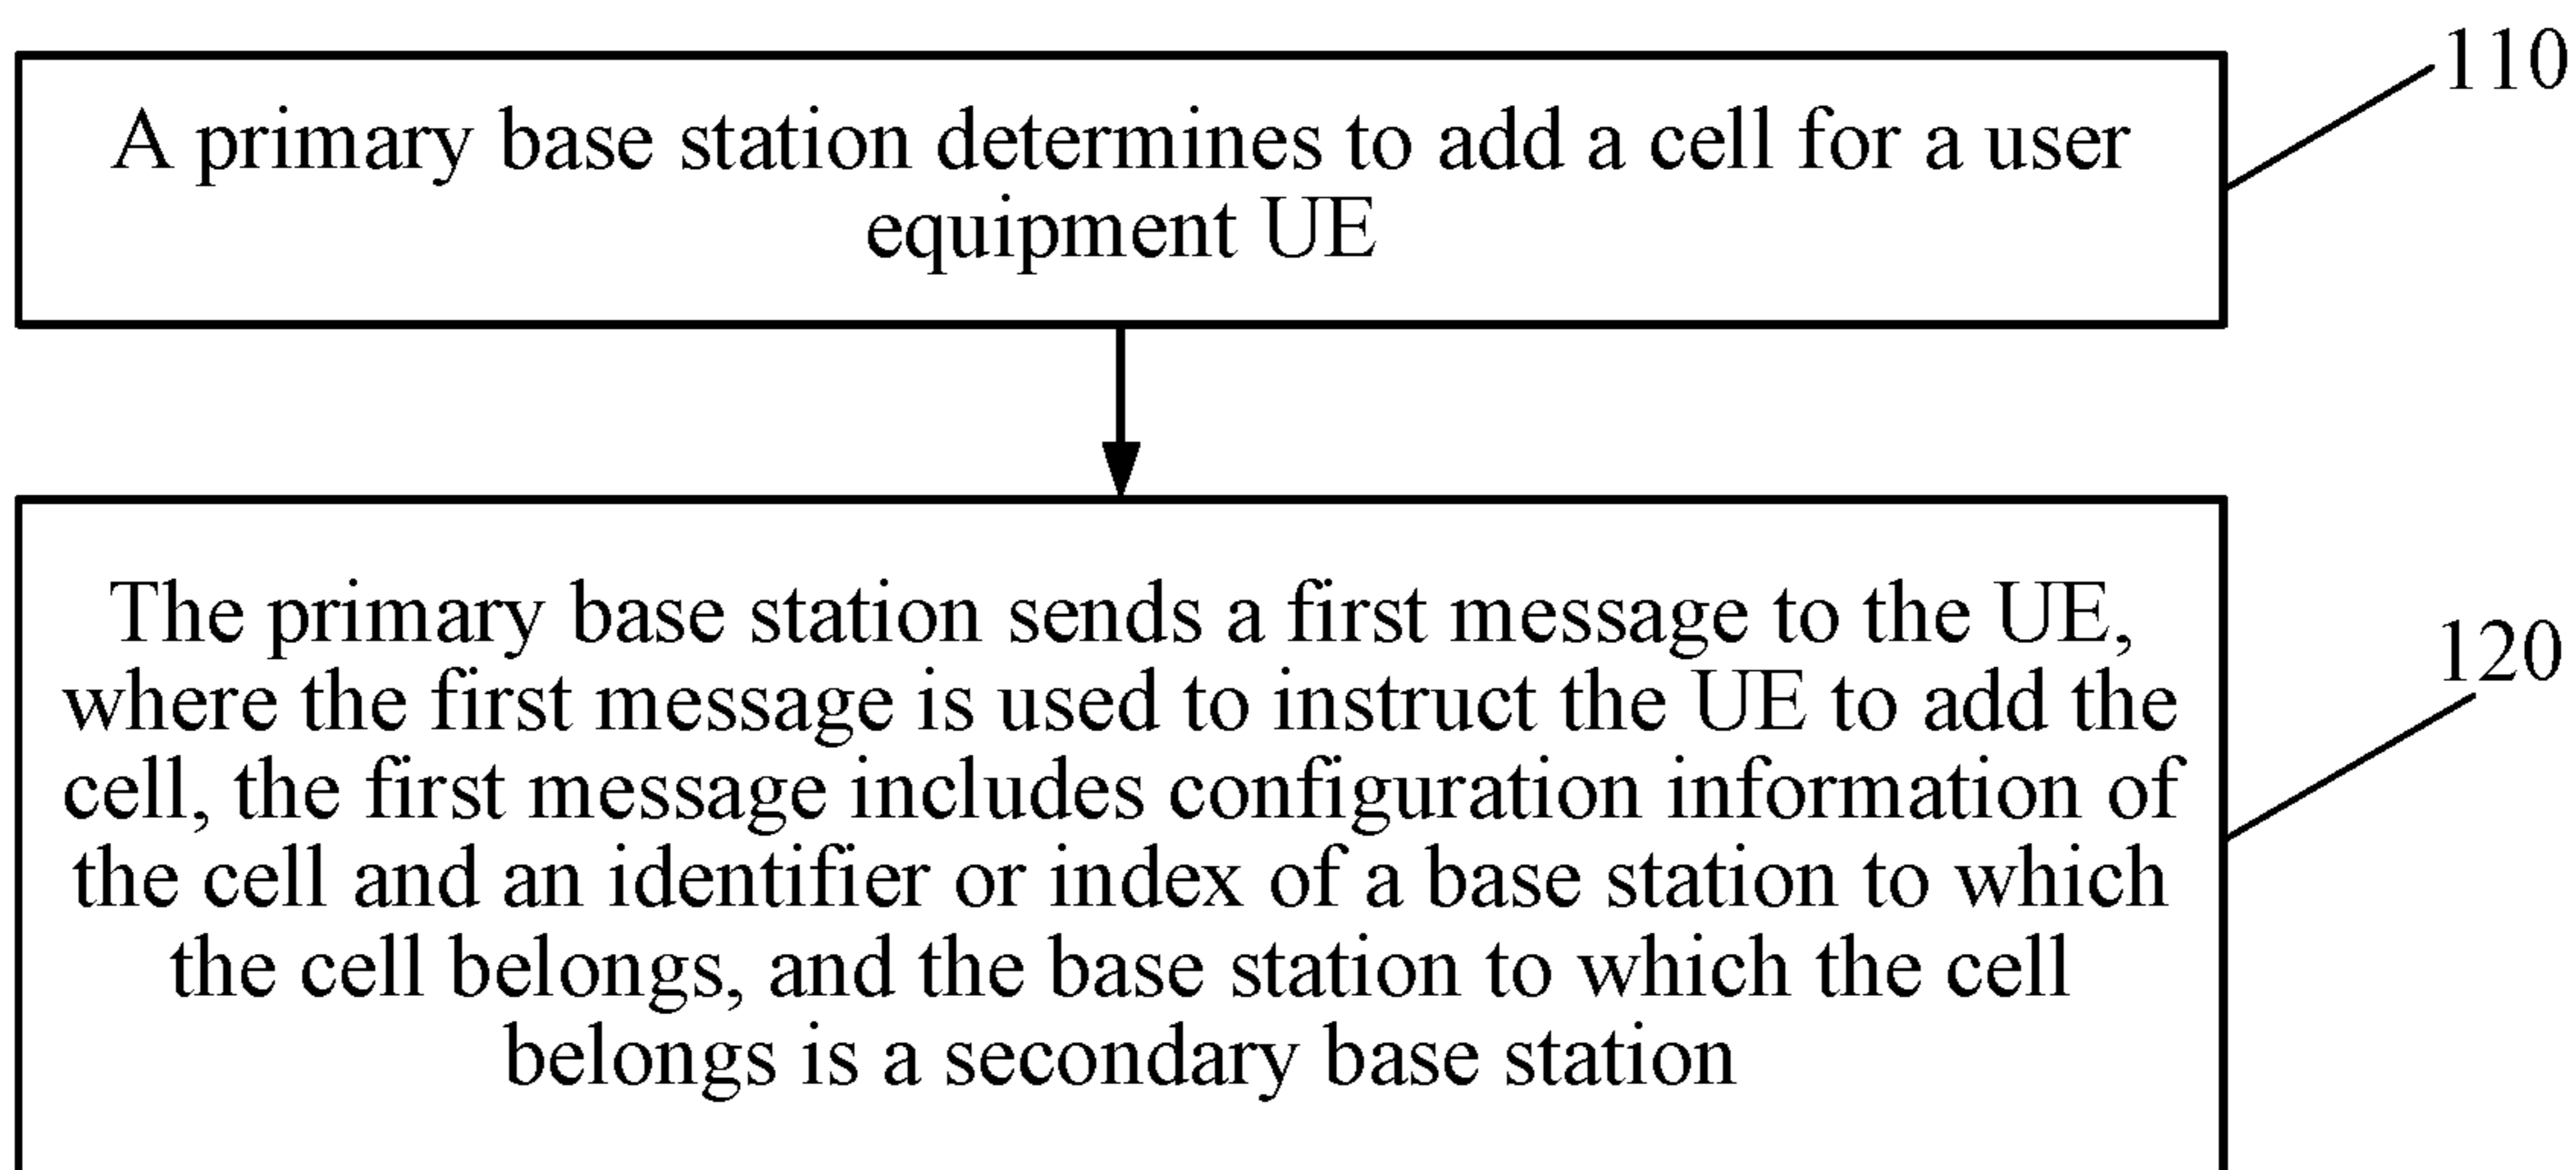 110
A primary base station determines to add a cell for a user
equipment UE
The primary base station sends a first message to the UE,
where the first message is used to instruct the UE to add the
cell, the first message includes configuration information of
the cell and an identifier or index of a base station to which
the cell belongs, and the base station to which the cell
belongs is a secondary base station
120